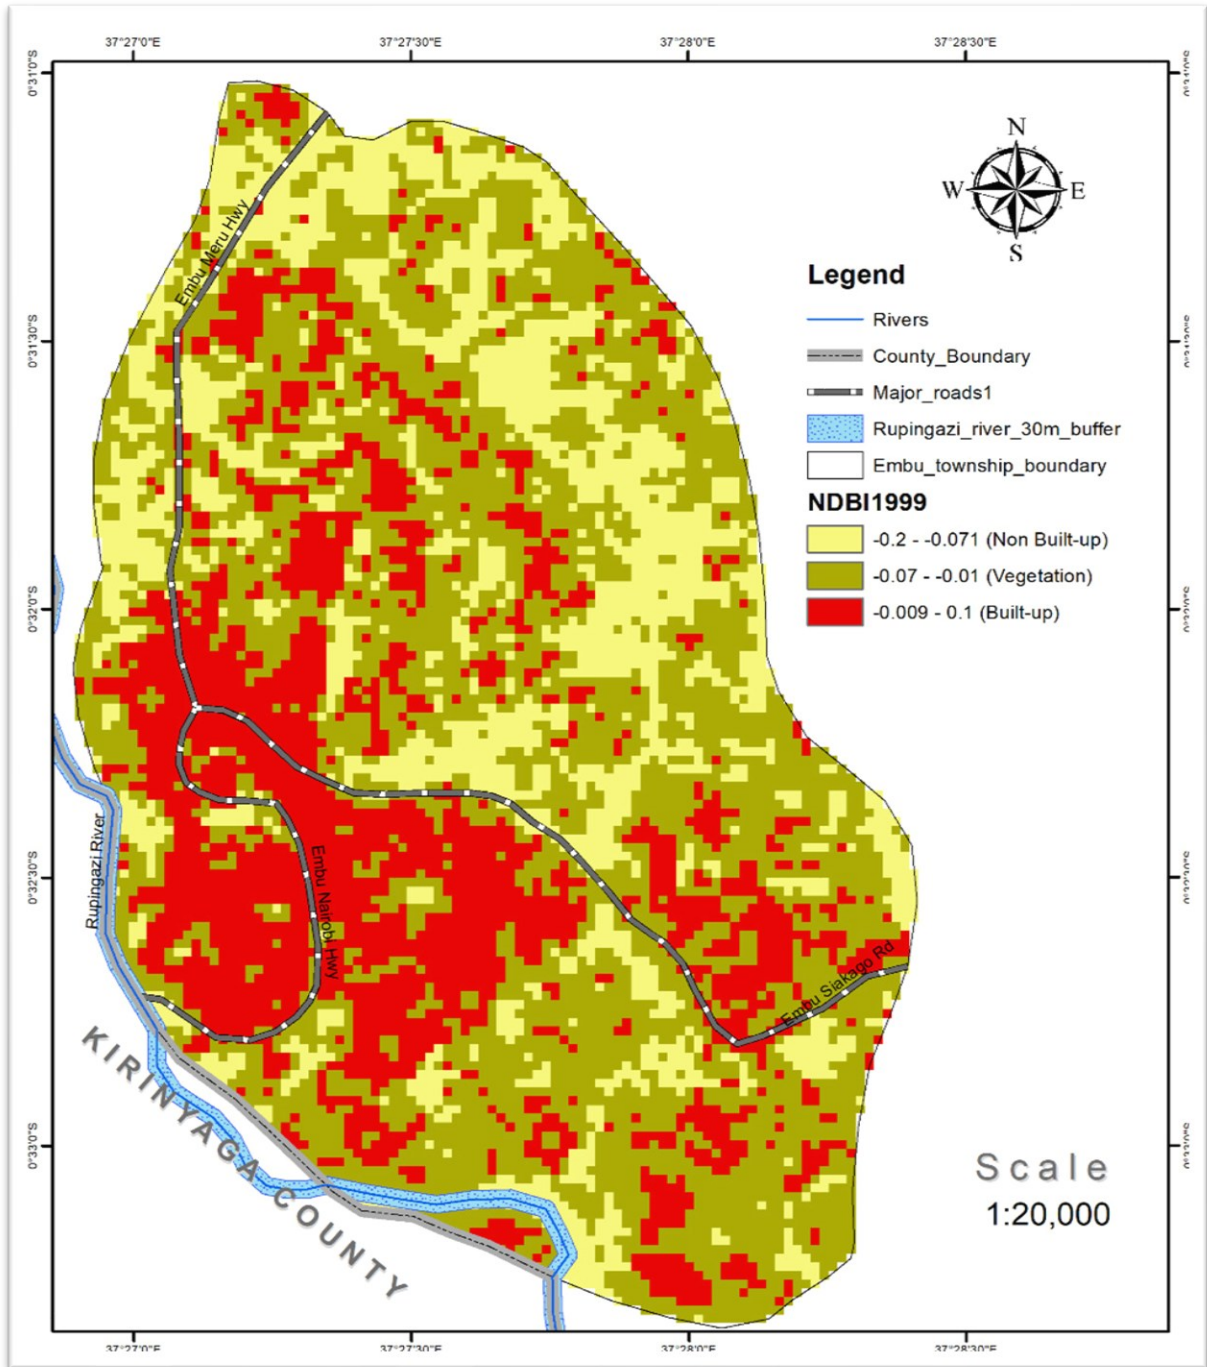 37°27'0"E 37°27'30"E 37°28'0"E 37°28'30"E
0°31'0"S
0°31'30"S
0°32'0"S
0°32'30"S
0°33'0"S
N
W E
S
Embu Meru Hwy
Legend
Rivers
County_Boundary
Major_roads1
Rupingazi_river_30m_buffer
Embu_township_boundary
NDBI1999
-0.2 - -0.071 (Non Built-up)
-0.07 - -0.01 (Vegetation)
-0.009 - 0.1 (Built-up)
Rupingazi River
Embu Nairobi Hwy
Embu Siakago Rd
KIRINYAGA COUNTY
Scale
1:20,000
37°27'0"E 37°27'30"E 37°28'0"E 37°28'30"E